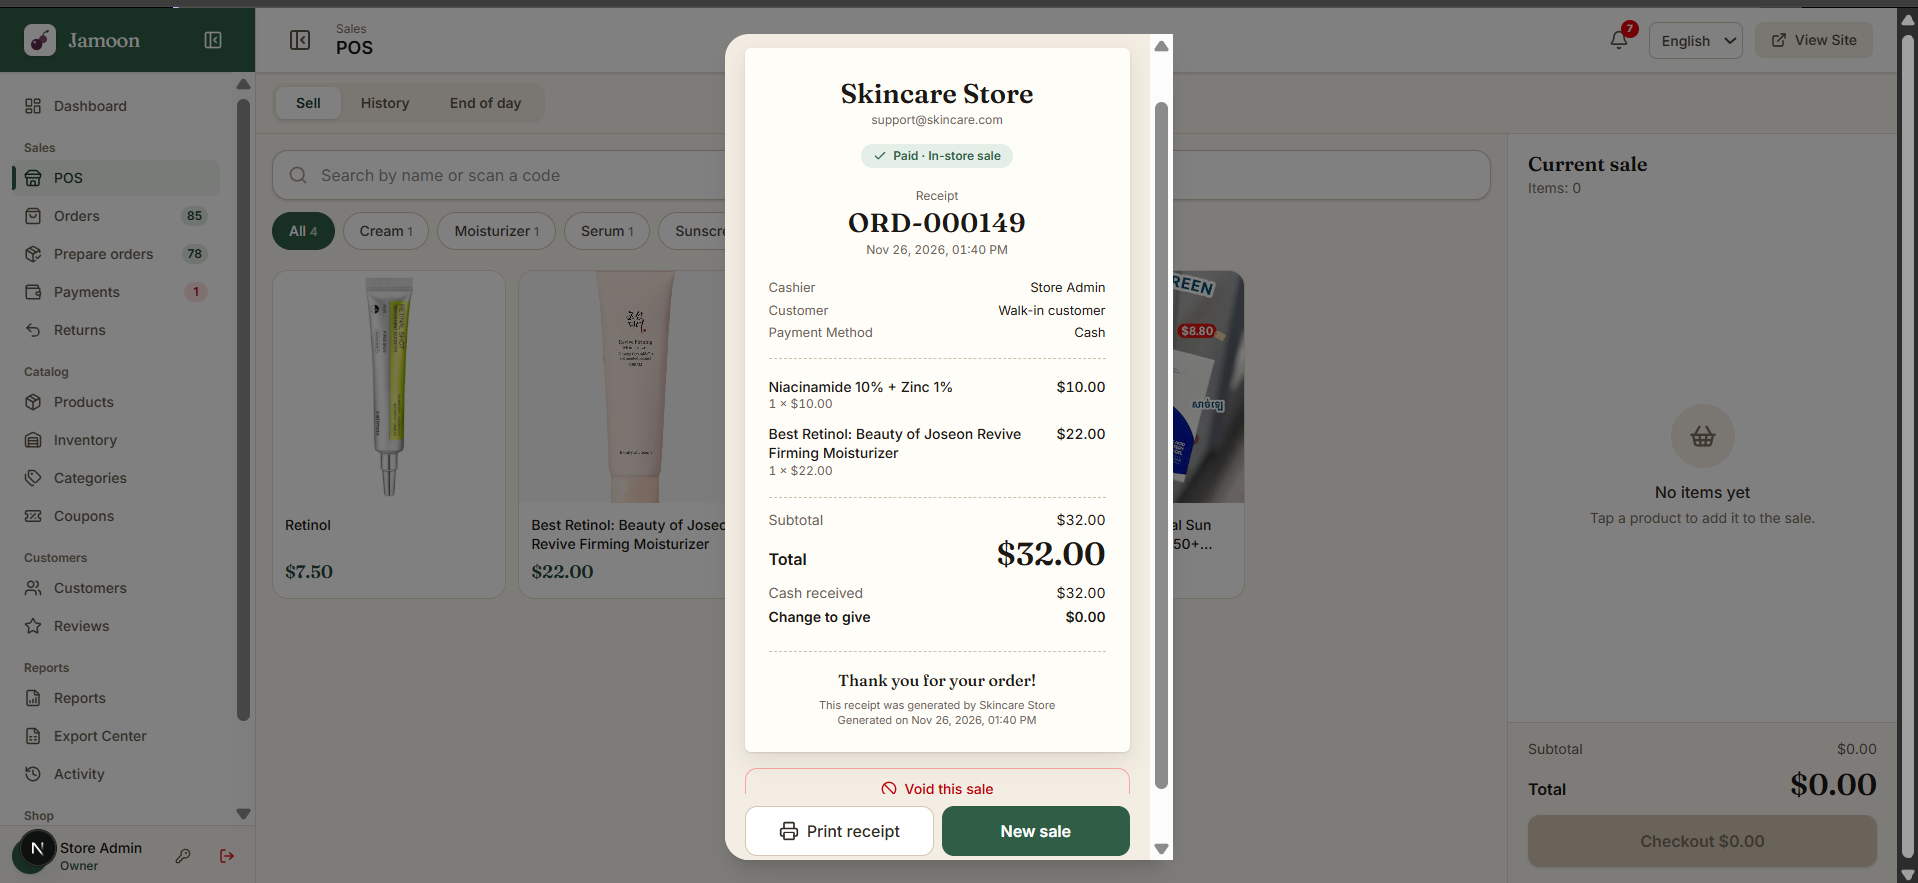 Jamoon
Sales
POS
7
English
View Site
Dashboard
Sales
POS
Orders 85
Prepare orders 78
Payments 1
Returns
Catalog
Products
Inventory
Categories
Coupons
Customers
Customers
Reviews
Reports
Reports
Export Center
Activity
Shop
N
Store Admin
Owner
Sell
History
End of day
Search by name or scan a code
All 4
Cream 1
Moisturizer 1
Serum 1
Retinol
$7.50
Revive Firming
Beauty of Joseon
Best Retinol: Beauty of
Revive Firming Moisturizer
$22.00
$8.80
សាច់ឡេ
Sun
50+...
Skincare Store
support@skincare.com
Paid · In-store sale
Receipt
ORD-000149
Nov 26, 2026, 01:40 PM
Cashier Store Admin
Customer Walk-in customer
Payment Method Cash
Niacinamide 10% + Zinc 1% $10.00
1 × $10.00
Best Retinol: Beauty of Joseon Revive $22.00
Firming Moisturizer
1 × $22.00
Subtotal $32.00
Total $32.00
Cash received $32.00
Change to give $0.00
Thank you for your order!
This receipt was generated by Skincare Store
Generated on Nov 26, 2026, 01:40 PM
Void this sale
Print receipt
New sale
Current sale
Items: 0
No items yet
Tap a product to add it to the sale.
Subtotal $0.00
Total $0.00
Checkout $0.00